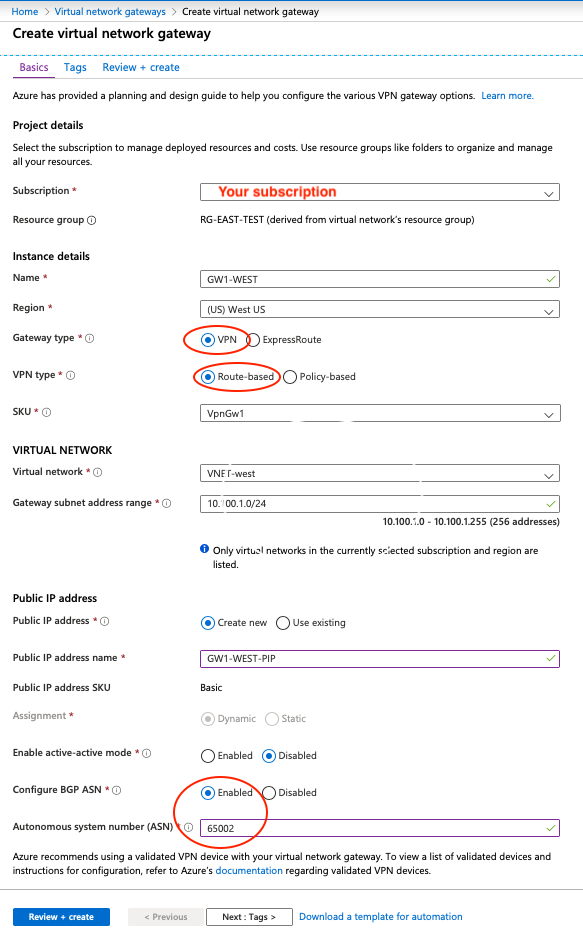 Home > Virtual network gateways > Create virtual network gateway
Create virtual network gateway
Basics Tags Review + create
Azure has provided a planning and design guide to help you configure the various VPN gateway options. Learn more.
Project details
Select the subscription to manage deployed resources and costs. Use resource groups like folders to organize and manage
all your resources.
Subscription *
Your subscription
Resource group
RG-EAST-TEST (derived from virtual network's resource group)
Instance details
Name *
GW1-WEST
Region *
(US) West US
Gateway type *
VPN ExpressRoute
VPN type *
Route-based Policy-based
SKU *
VpnGw1
VIRTUAL NETWORK
Virtual network *
VNET-west
Gateway subnet address range *
10.100.1.0/24
10.100.1.0 - 10.100.1.255 (256 addresses)
Only virtual networks in the currently selected subscription and region are
listed.
Public IP address
Public IP address *
Create new Use existing
Public IP address name *
GW1-WEST-PIP
Public IP address SKU
Basic
Assignment *
Dynamic Static
Enable active-active mode *
Enabled Disabled
Configure BGP ASN *
Enabled Disabled
Autonomous system number (ASN) *
65002
Azure recommends using a validated VPN device with your virtual network gateway. To view a list of validated devices and
instructions for configuration, refer to Azure's documentation regarding validated VPN devices.
Review + create
< Previous
Next : Tags >
Download a template for automation